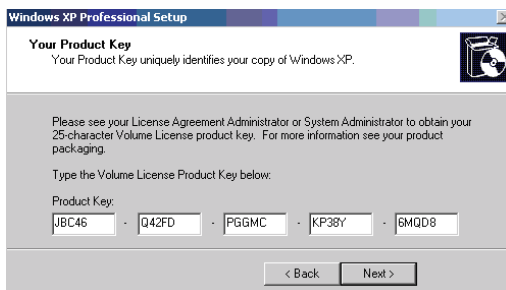 Windows XP Professional Setup
Your Product Key
Your Product Key uniquely identifies your copy of Windows XP.
Please see your License Agreement Administrator or System Administrator to obtain your
25-character Volume License product key. For more information see your product
packaging.
Type the Volume License Product Key below:
Product Key:
JBC46 - Q42FD - PGGMC - KP38Y - 6MQD8
< Back Next >